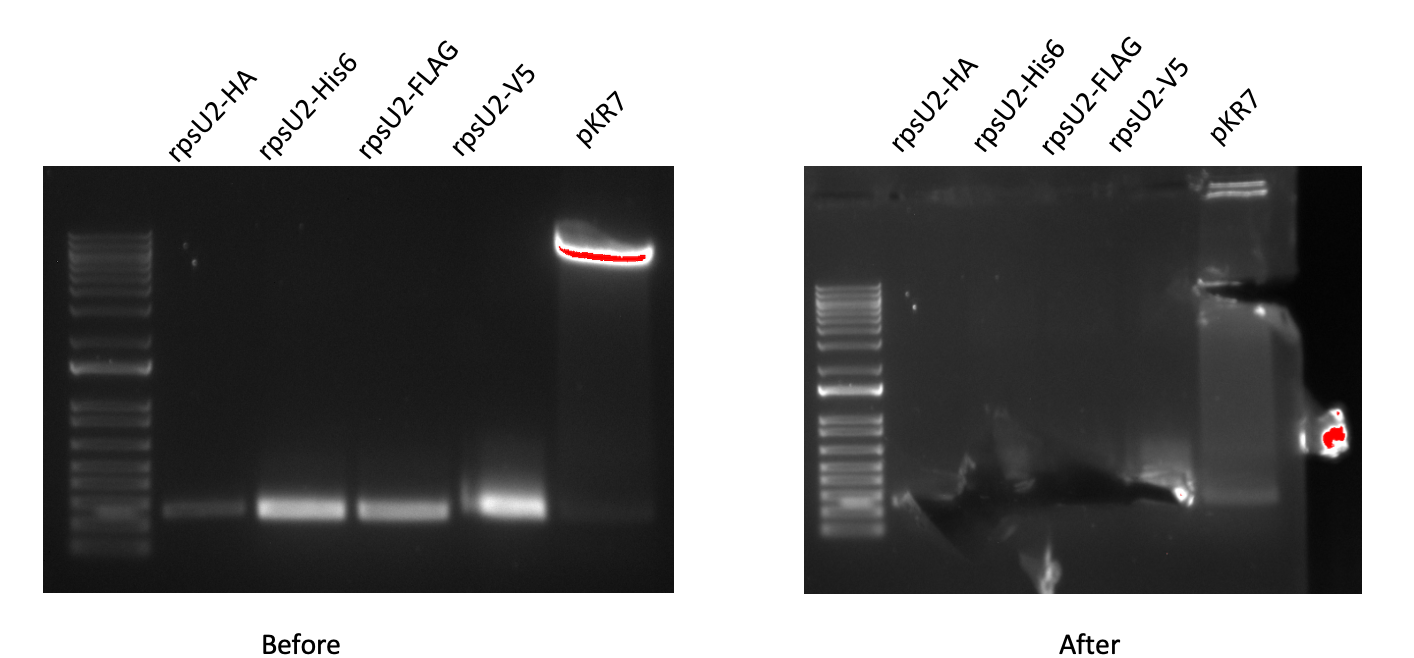 rpsU2-HA
rpsU2-His6
rpsU2-FLAG
rpsU2-V5
pKR7
rpsU2-HA
rpsU2-His6
rpsU2-FLAG
rpsU2-V5
pKR7
Before
After